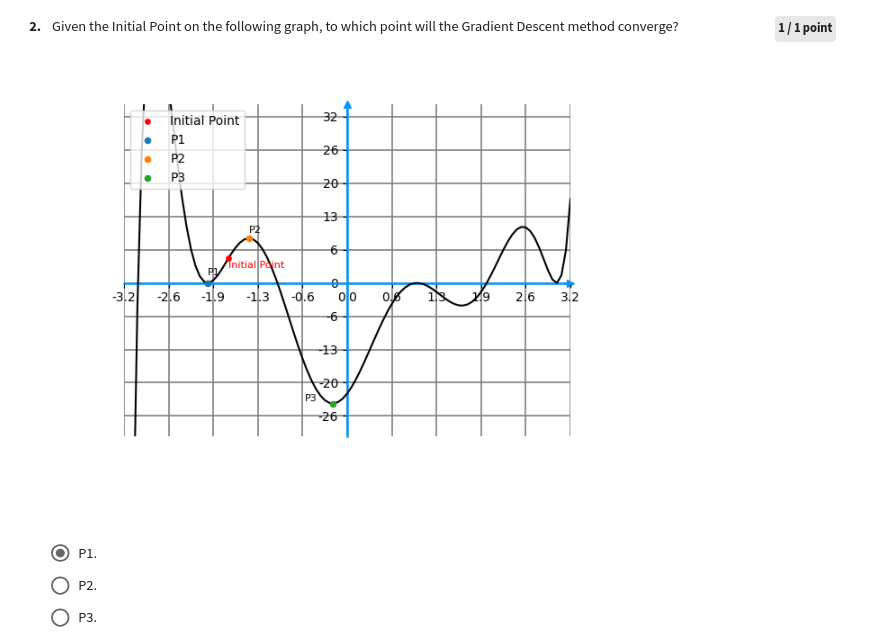 2. Given the Initial Point on the following graph, to which point will the Gradient Descent method converge?
1 / 1 point
Initial Point
P1
P2
P3
32
26
20
13
6
0
-6
-13
-20
-26
-3.2
-2.6
-1.9
-1.3
-0.6
0.0
0.6
1.3
1.9
2.6
3.2
P2
P1
Initial Point
P3
P1.
P2.
P3.